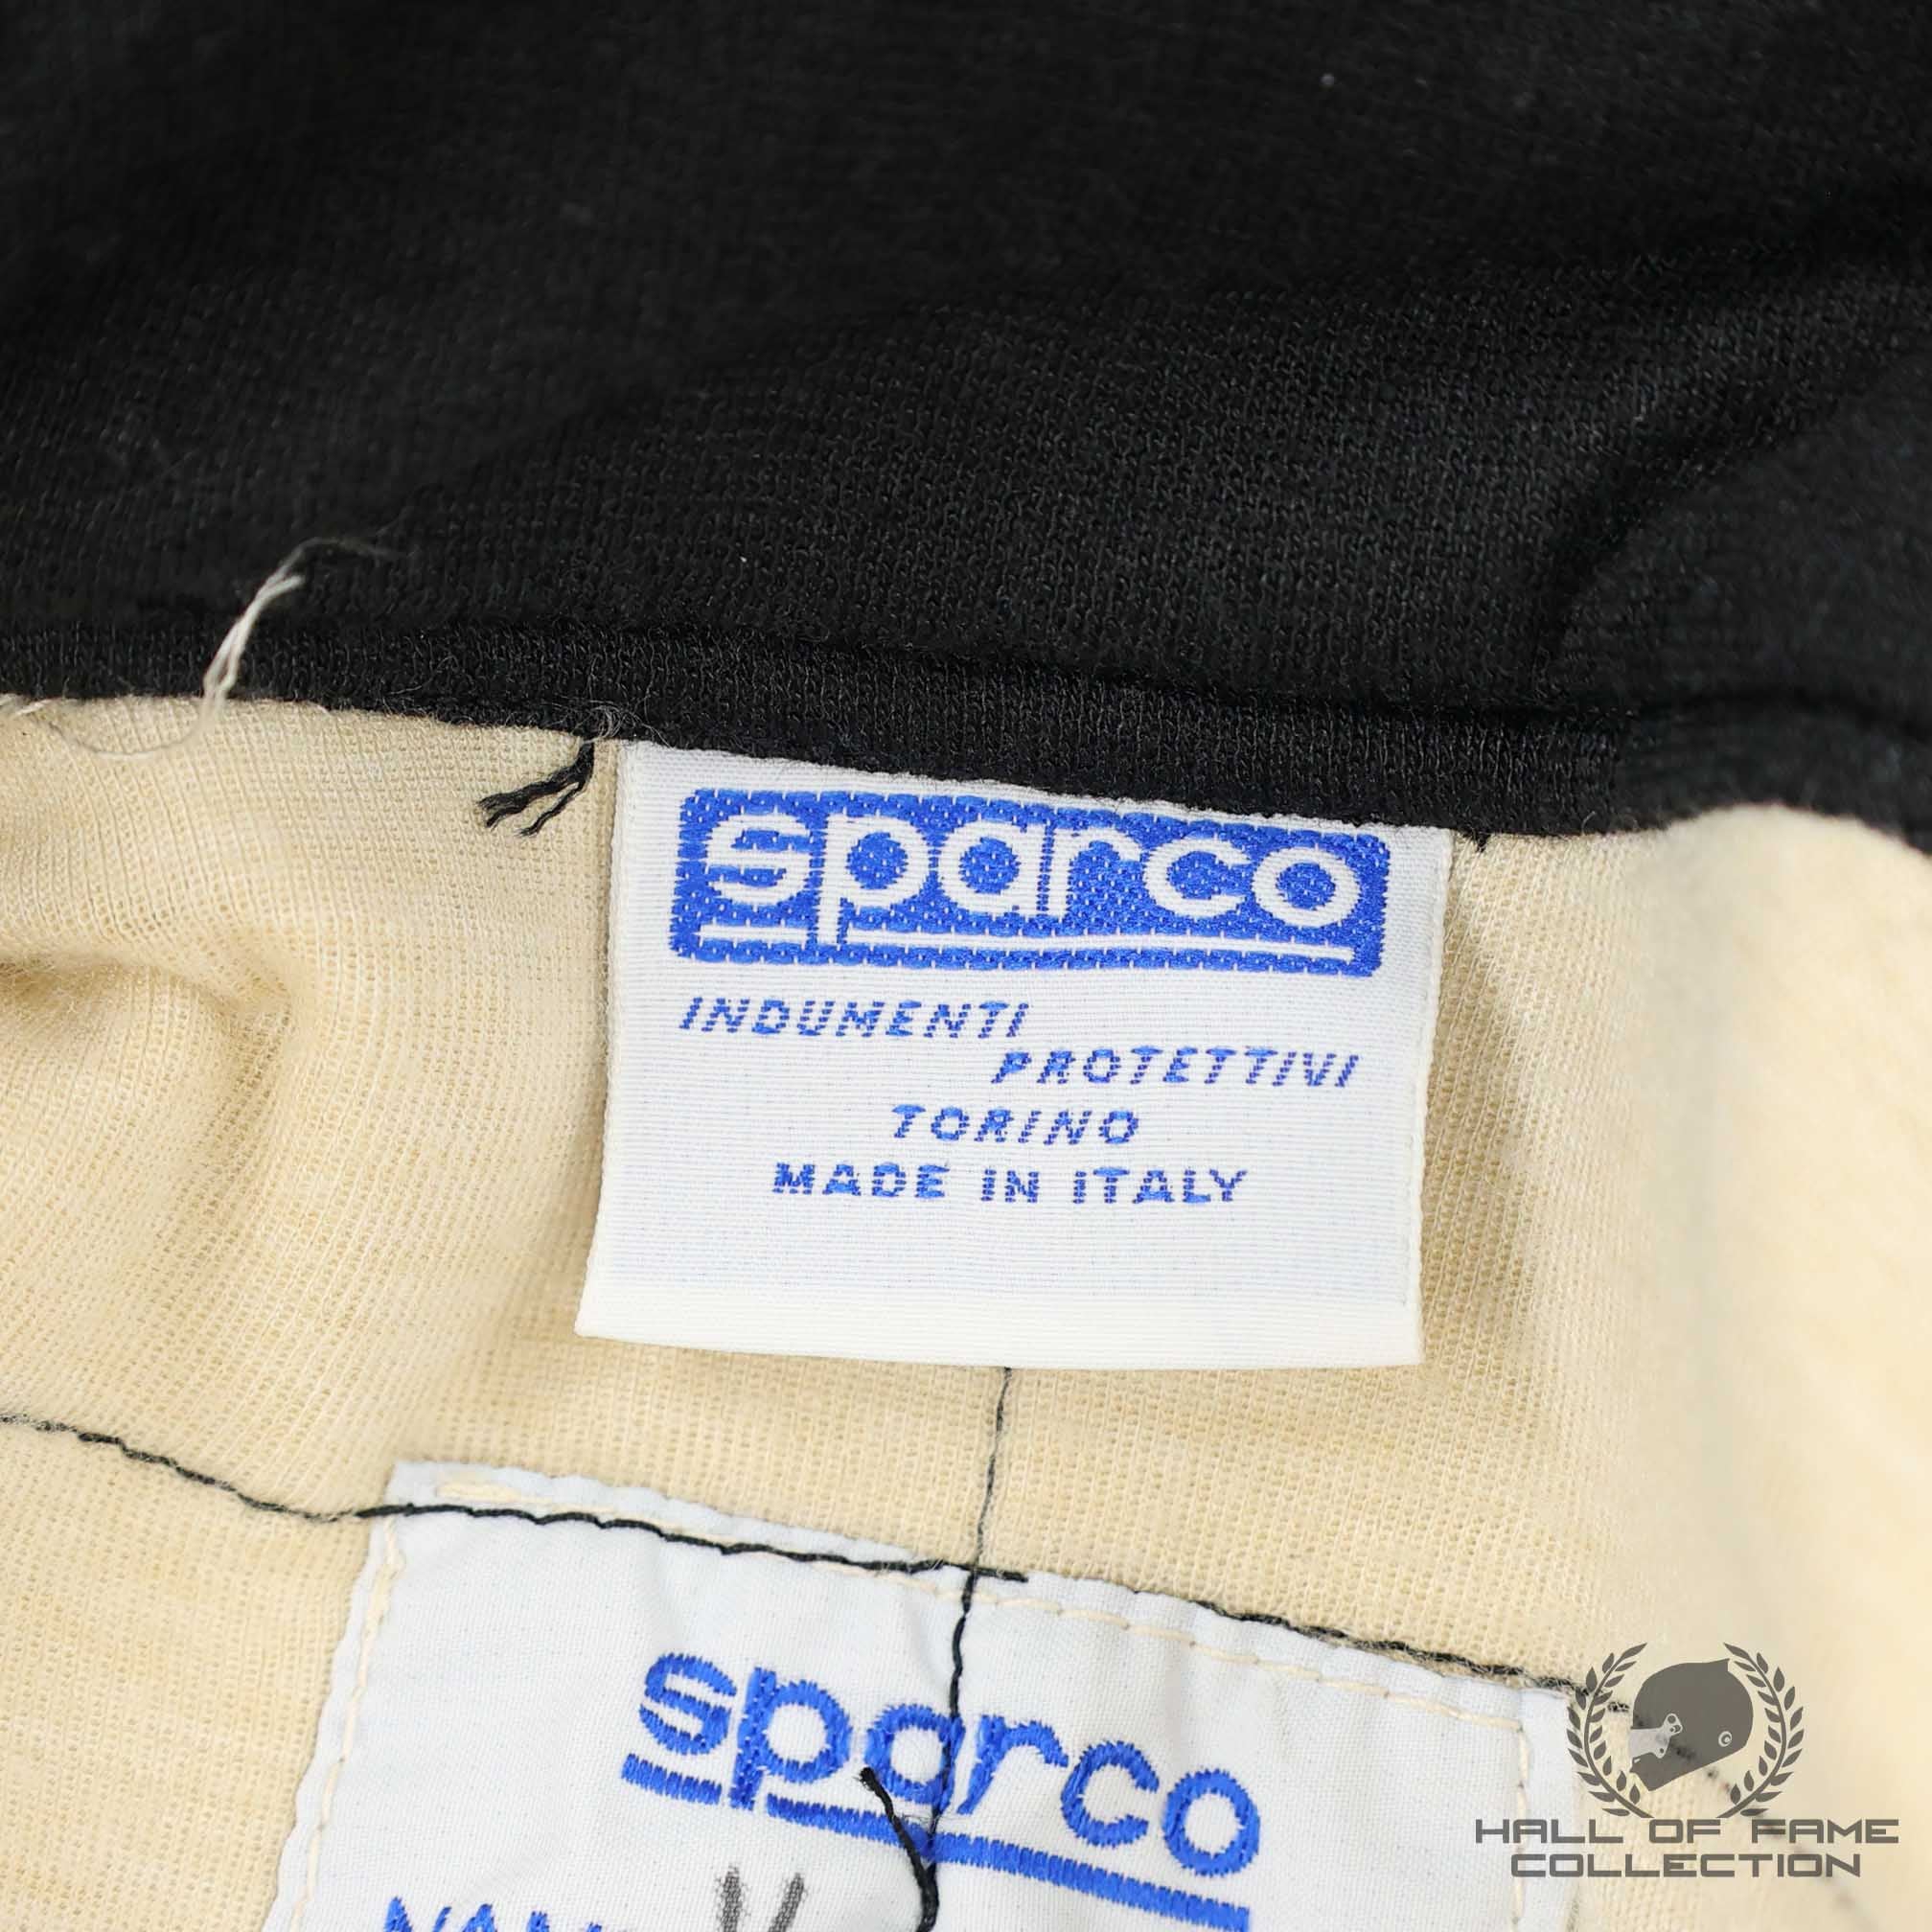 sparco
INDUMENTI
PROTETTIVI
TORINO
MADE IN ITALY
sparco
HALL OF FAME
COLLECTION